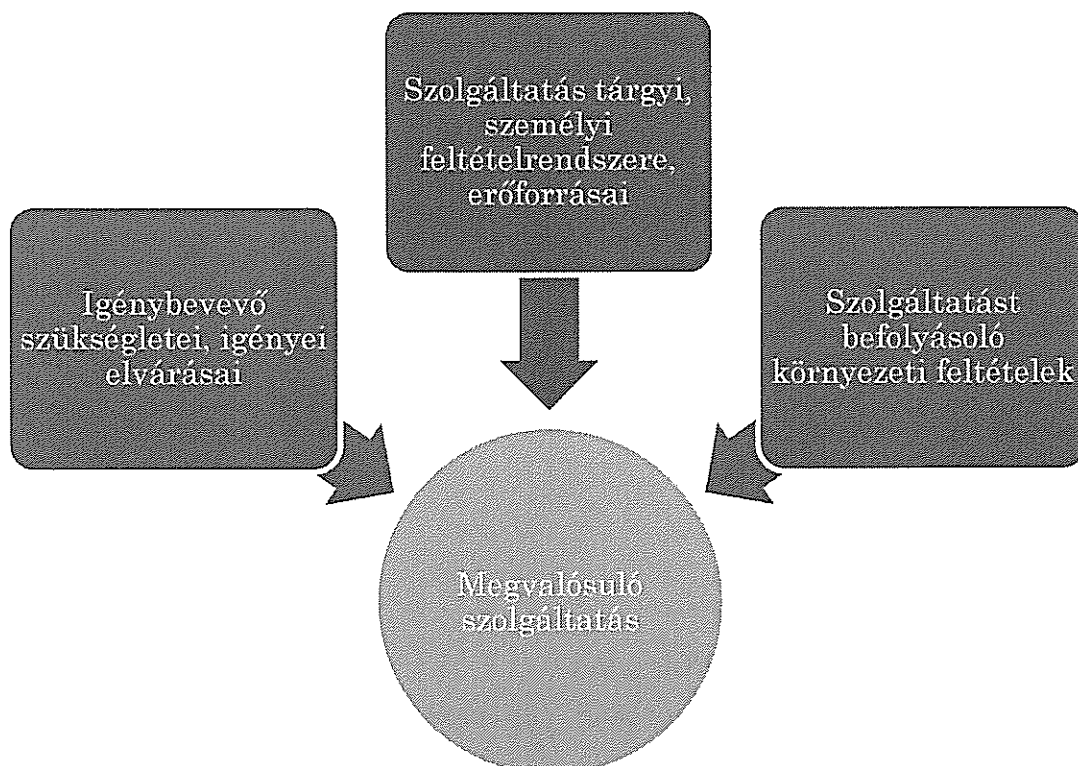 Szolgáltatás tárgyi,
személyi
feltételrendszere,
erőforrásai
Igénybevevő
szükségletei, igényei
elvárásai
Szolgáltatást
befolyásoló
környezeti feltételek
Megvalósuló
szolgáltatás